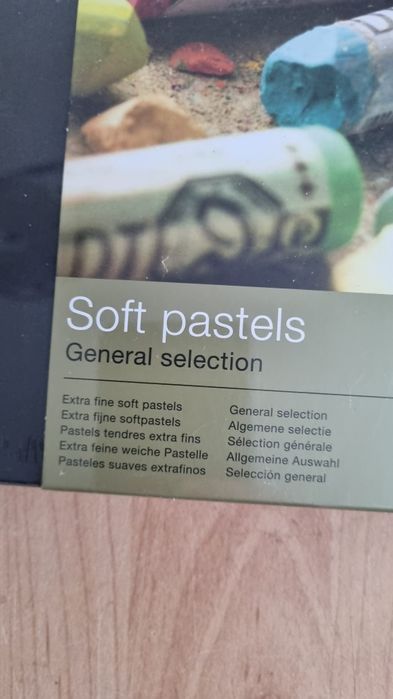 Soft pastels
General selection
Extra fine soft pastels
Extra fijne softpastels
Pastels tendres extra fins
Extra feine weiche Pastelle
Pasteles suaves extrafinos
General selection
Algemene selectie
Sélection générale
Allgemeine Auswahl
Selección general